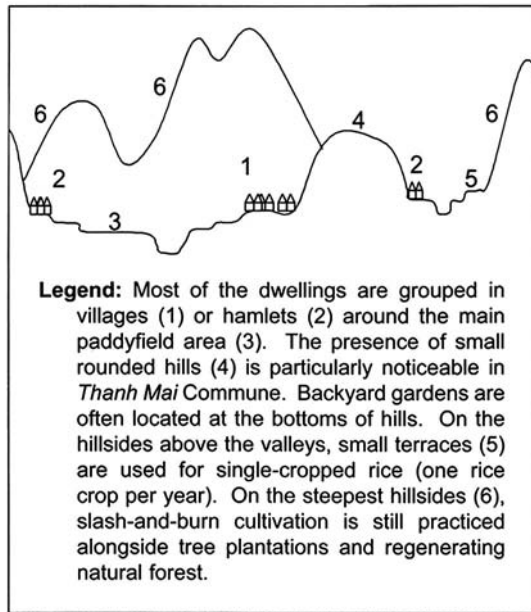 6
6
4
6
2
1
2
5
3
Legend: Most of the dwellings are grouped in
villages (1) or hamlets (2) around the main
paddyfield area (3). The presence of small
rounded hills (4) is particularly noticeable in
Thanh Mai Commune. Backyard gardens are
often located at the bottoms of hills. On the
hillsides above the valleys, small terraces (5)
are used for single-cropped rice (one rice
crop per year). On the steepest hillsides (6),
slash-and-burn cultivation is still practiced
alongside tree plantations and regenerating
natural forest.